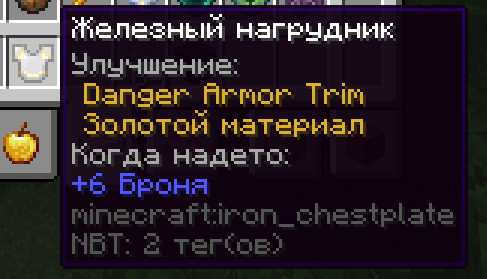 Железный нагрудник
Улучшение:
Danger Armor Trim
Золотой материал
Когда надето:
+6 Броня
minecraft:iron_chestplate
NBT: 2 тег(ов)